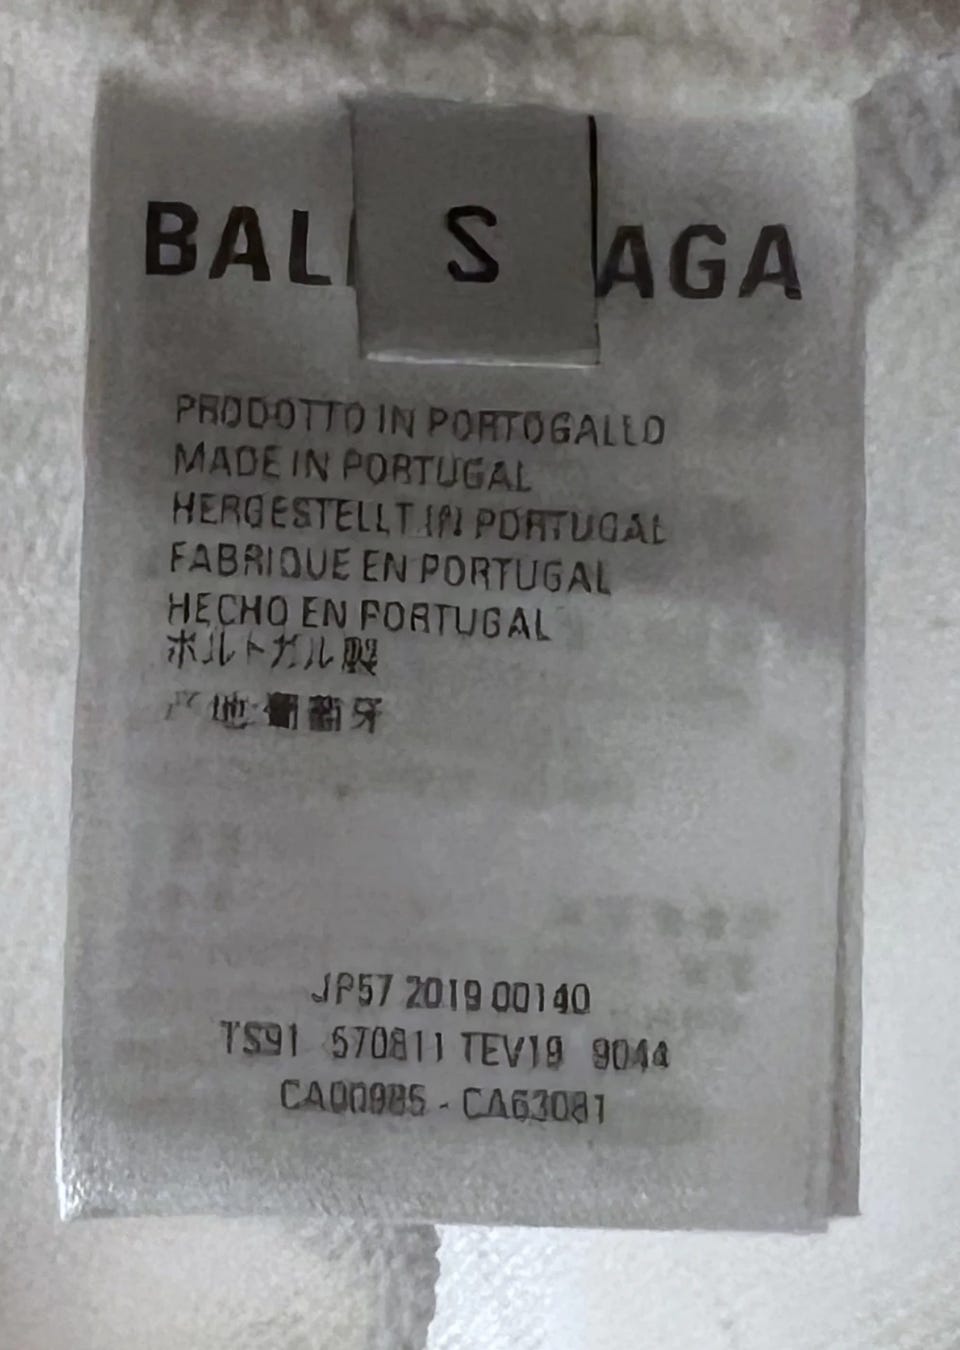 BAL S AGA
PRODOTTO IN PORTOGALLO
MADE IN PORTUGAL
HERGESTELLT IN PORTUGAL
FABRIQUE EN PORTUGAL
HECHO EN PORTUGAL
ポルトガル製
产地:葡萄牙
JP57 2019 00140
TS91 570811 TEV19 9044
CA00985 - CA63081